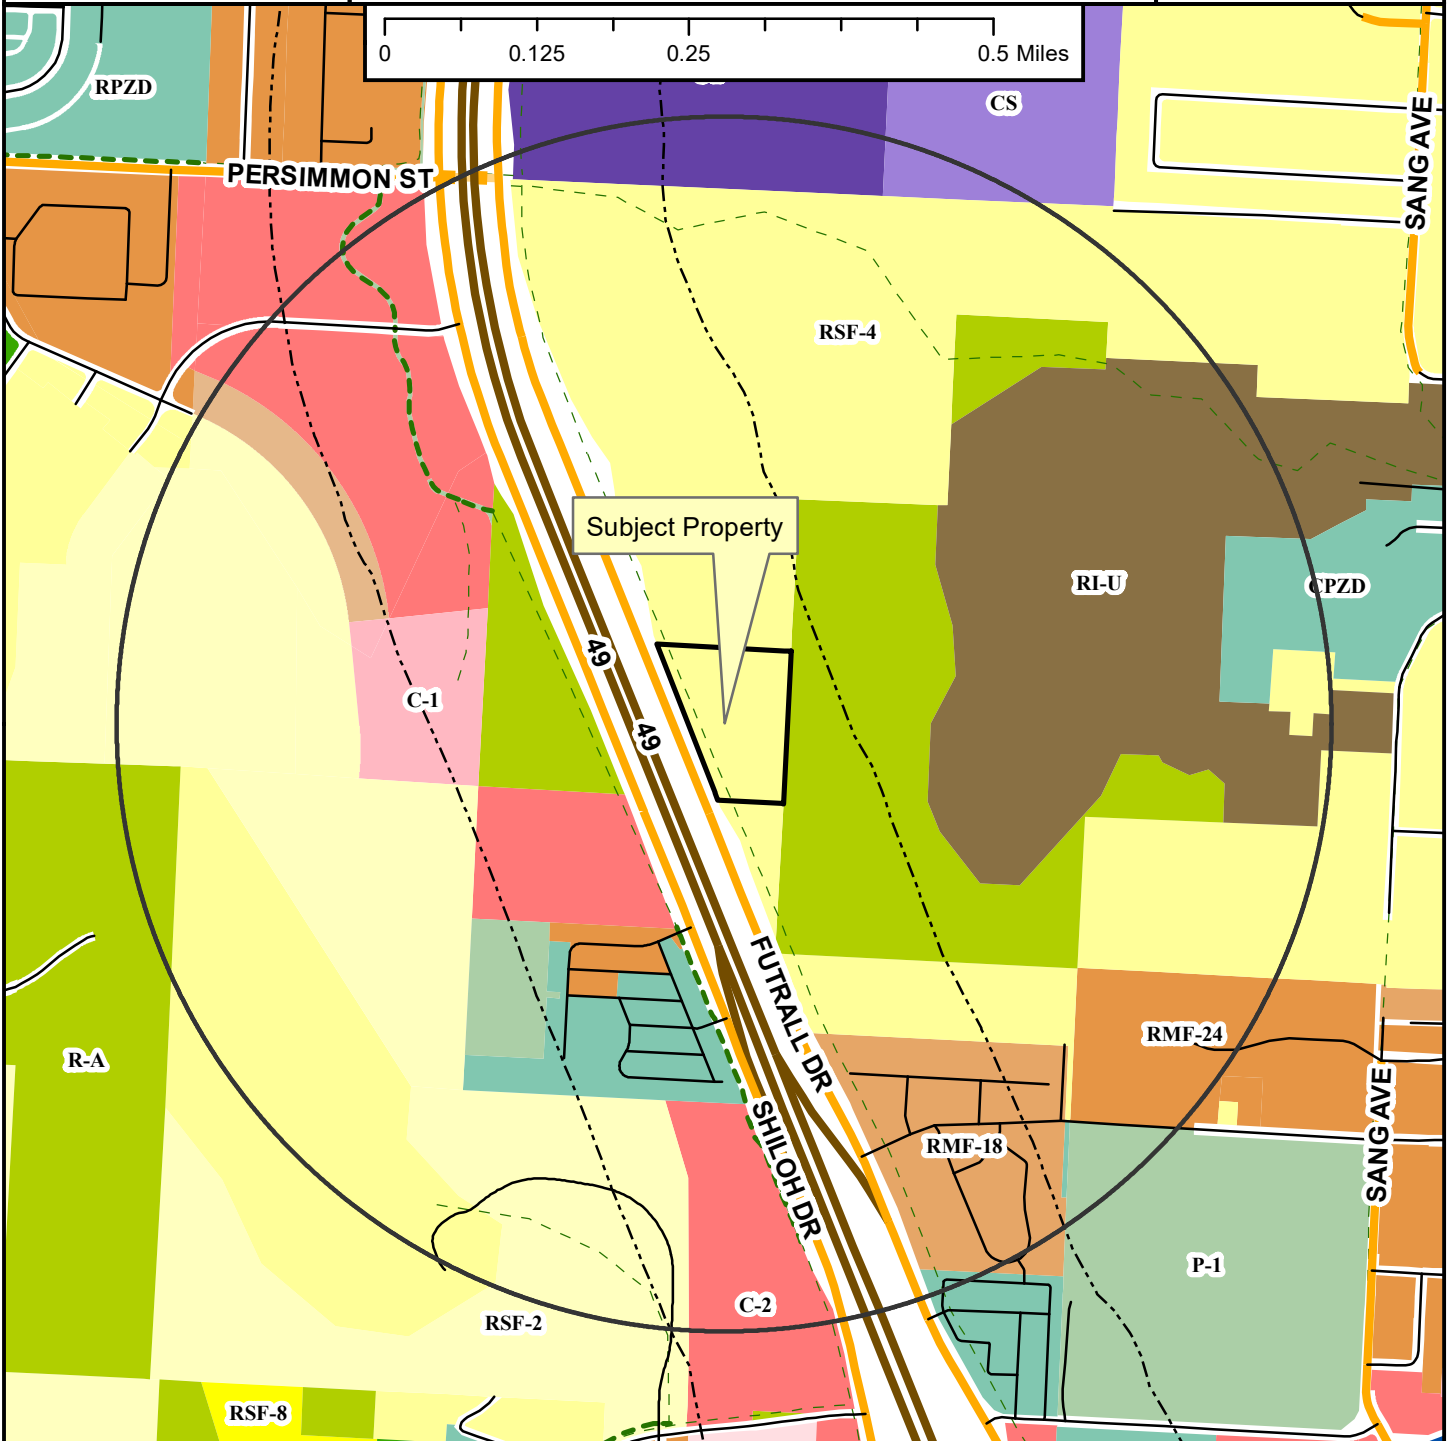 0 0.125 0.25 0.5 Miles
RPZD
CS
SANG AVE
PERSIMMON ST
RSF-4
Subject Property
RI-U
CPZD
49
C-1
49
FUTRALL DR
RMF-24
R-A
SANG AVE
RMF-18
SHILOH DR
P-1
C-2
RSF-2
RSF-8